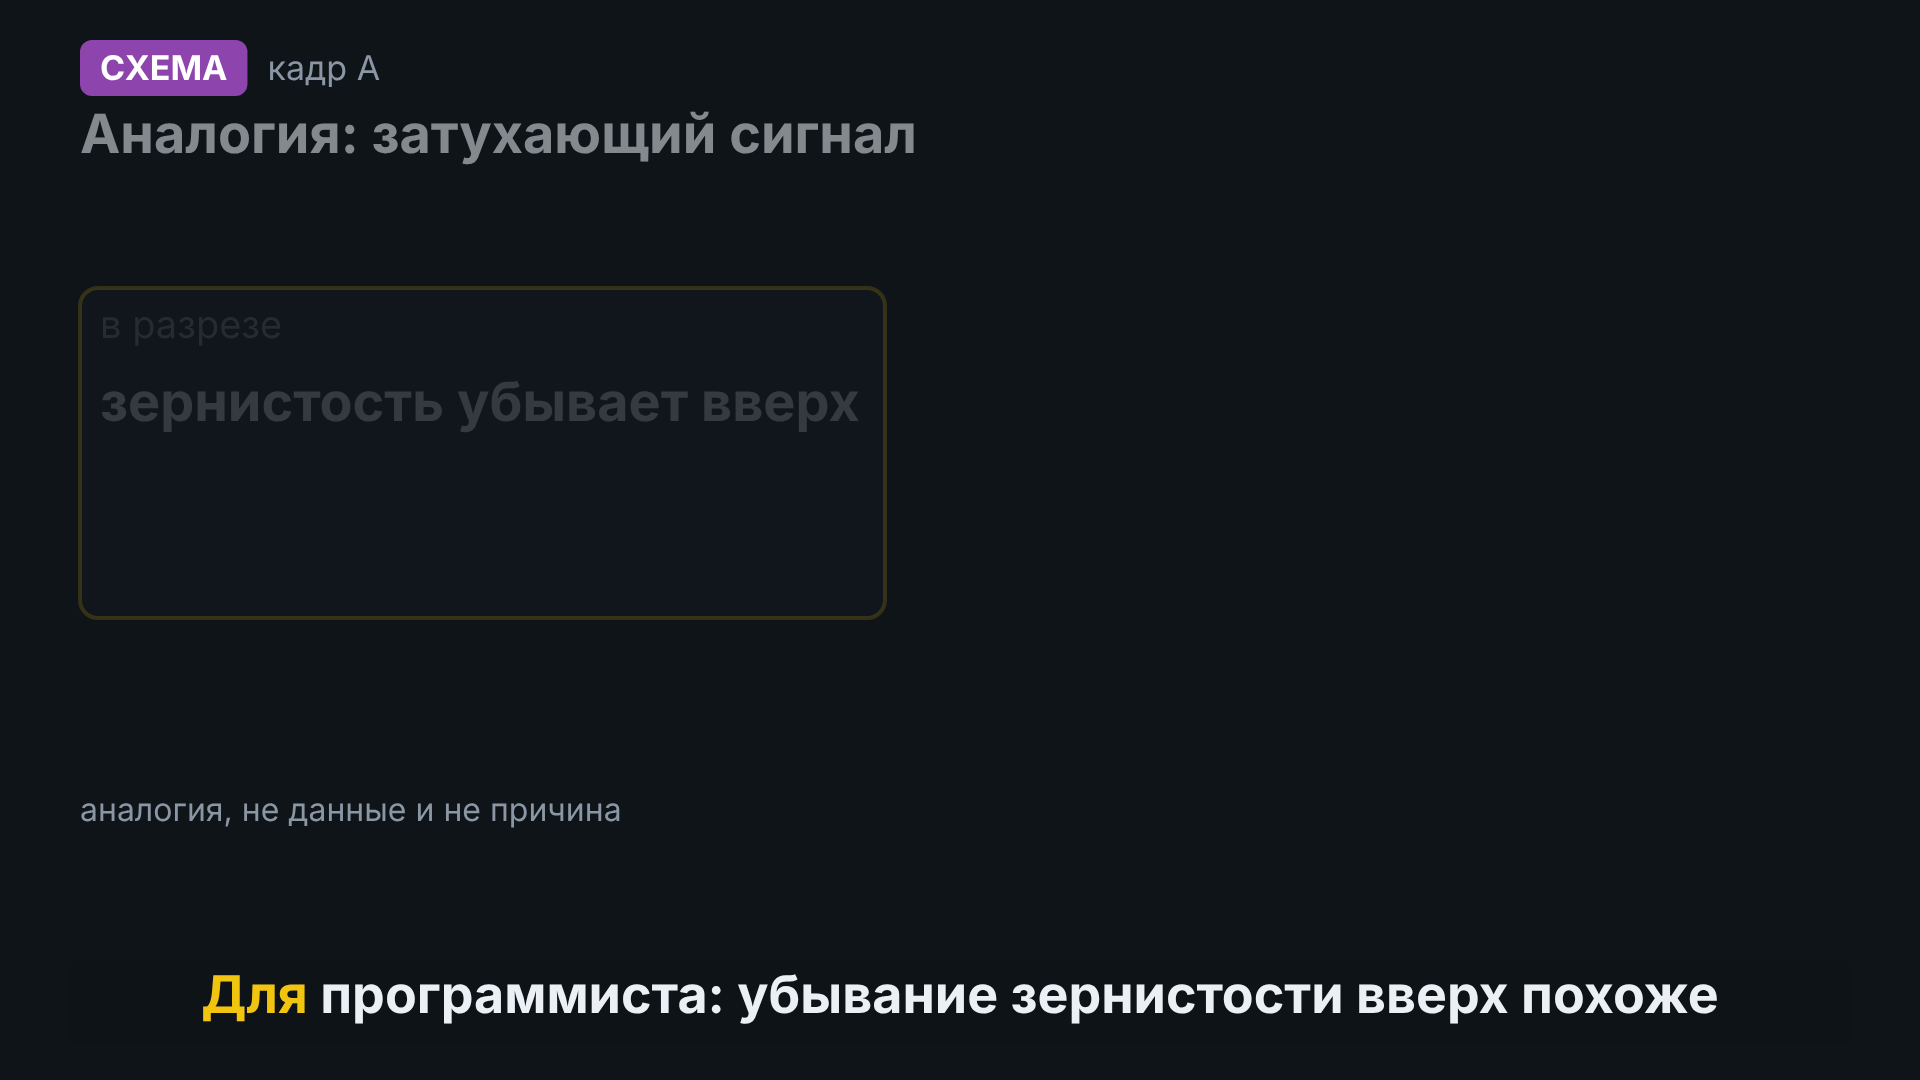 СХЕМА кадр А
Аналогия: затухающий сигнал
в разрезе
зернистость убывает вверх
аналогия, не данные и не причина
Для программиста: убывание зернистости вверх похоже